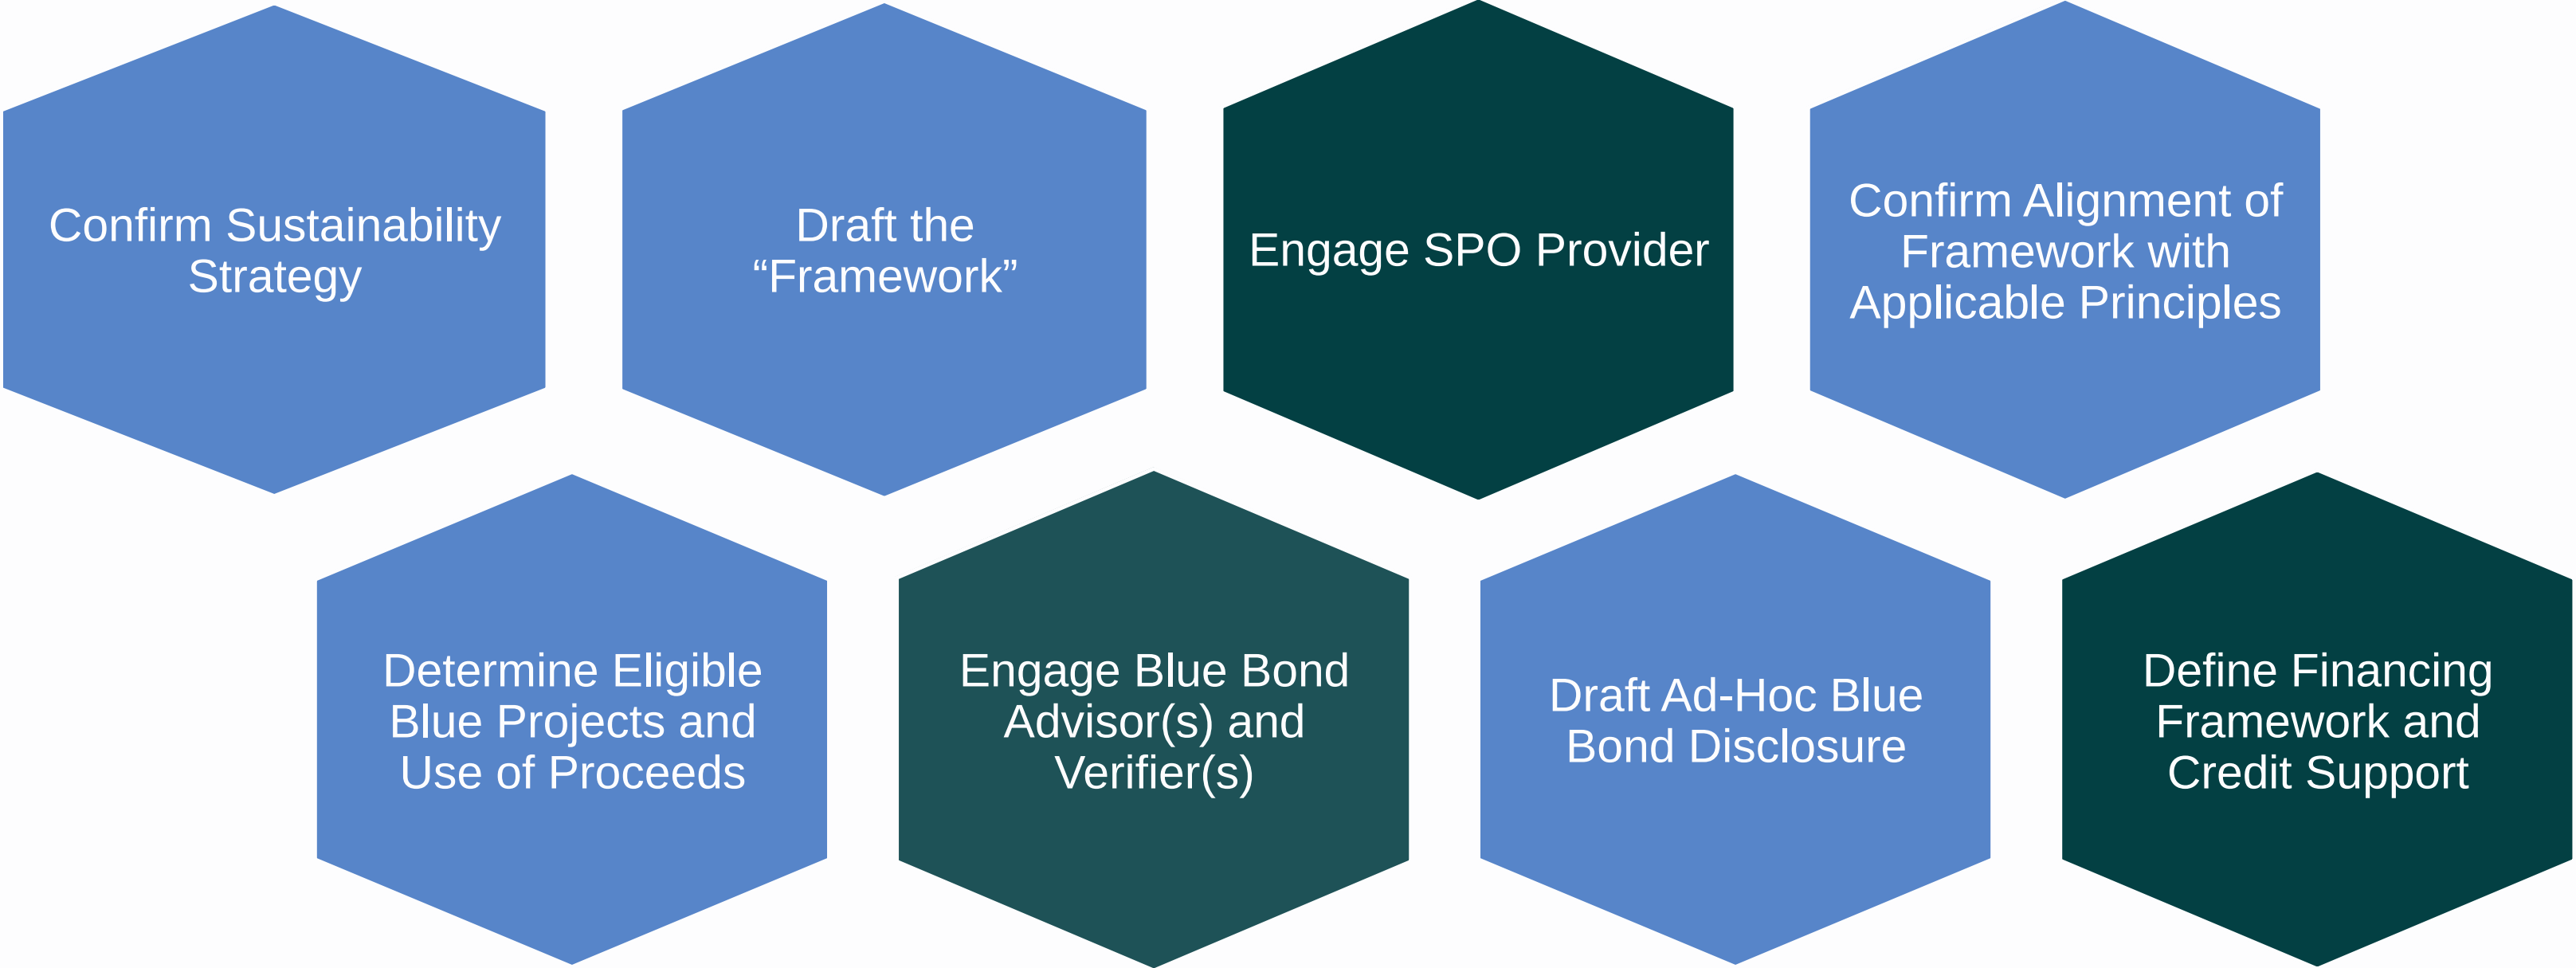 Confirm Sustainability
Strategy
Draft the
“Framework”
Engage SPO Provider
Confirm Alignment of
Framework with
Applicable Principles
Determine Eligible
Blue Projects and
Use of Proceeds
Engage Blue Bond
Advisor(s) and
Verifier(s)
Draft Ad-Hoc Blue
Bond Disclosure
Define Financing
Framework and
Credit Support